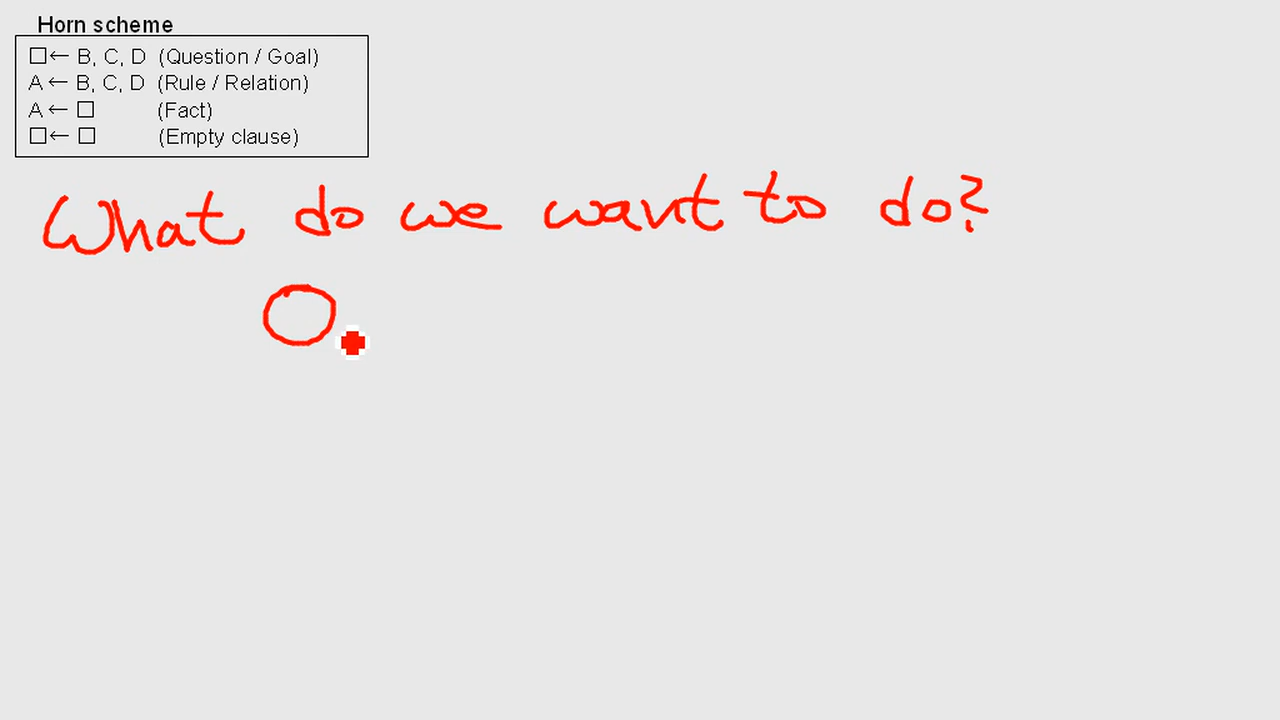 Horn scheme
□← B, C, D (Question / Goal)
A ← B, C, D (Rule / Relation)
A ← □ (Fact)
□← □ (Empty clause)
What do we want to do?